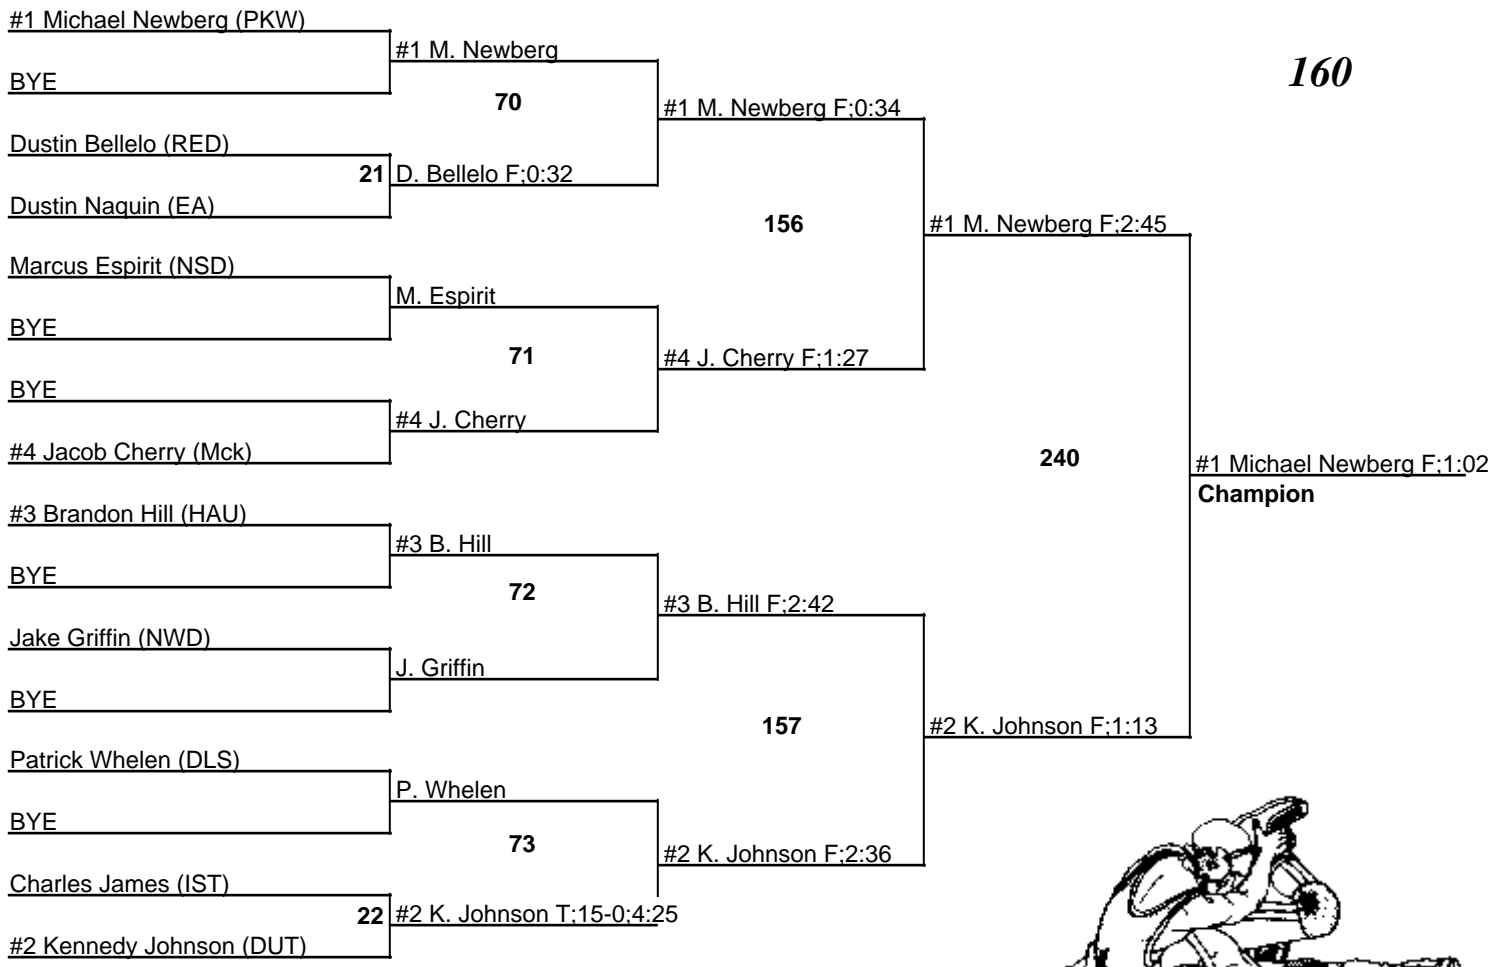 #1 Michael Newberg (PKW)
#1 M. Newberg
160
BYE
70
#1 M. Newberg F;0:34
Dustin Bellelo (RED)
21 D. Bellelo F;0:32
Dustin Naquin (EA)
156
#1 M. Newberg F;2:45
Marcus Espirit (NSD)
M. Espirit
BYE
71
#4 J. Cherry F;1:27
BYE
#4 J. Cherry
#4 Jacob Cherry (Mck)
240
#1 Michael Newberg F;1:02
Champion
#3 Brandon Hill (HAU)
#3 B. Hill
BYE
72
#3 B. Hill F;2:42
Jake Griffin (NWD)
J. Griffin
BYE
157
#2 K. Johnson F;1:13
Patrick Whelen (DLS)
P. Whelen
BYE
73
#2 K. Johnson F;2:36
Charles James (IST)
22 #2 K. Johnson T;15-0;4:25
#2 Kennedy Johnson (DUT)